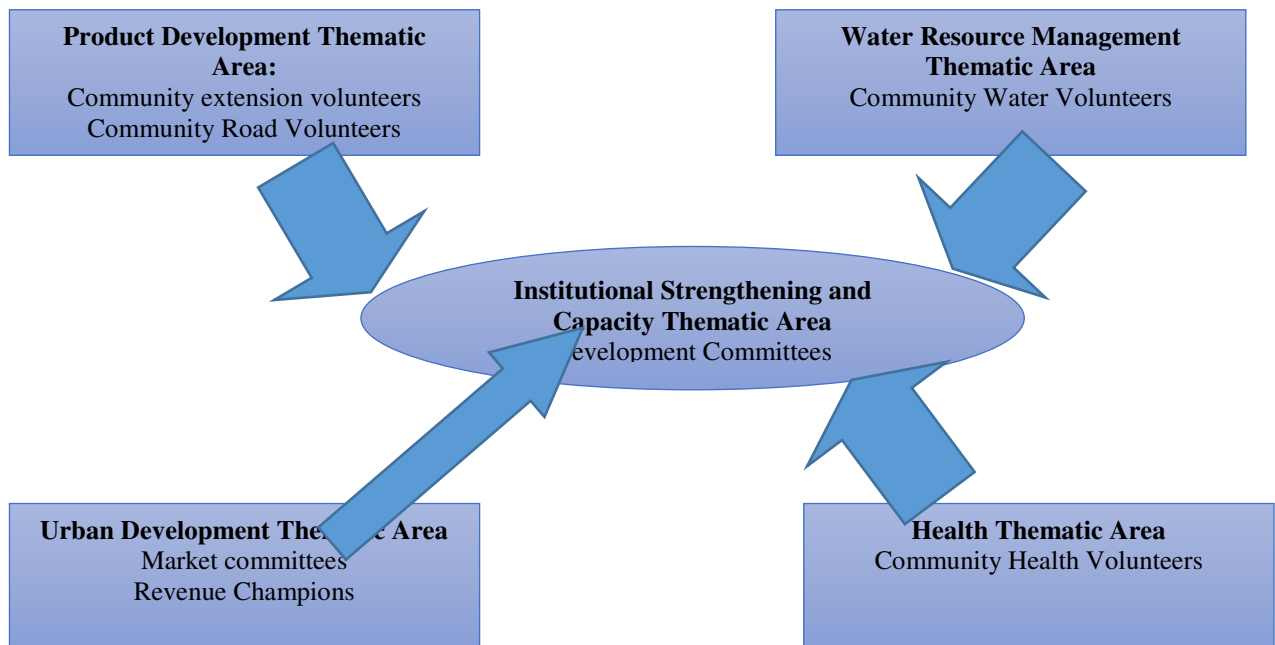 Product Development Thematic
Area:
Community extension volunteers
Community Road Volunteers
Water Resource Management
Thematic Area
Community Water Volunteers
Institutional Strengthening and
Capacity Thematic Area
Development Committees
Urban Development Thematic Area
Market committees
Revenue Champions
Health Thematic Area
Community Health Volunteers